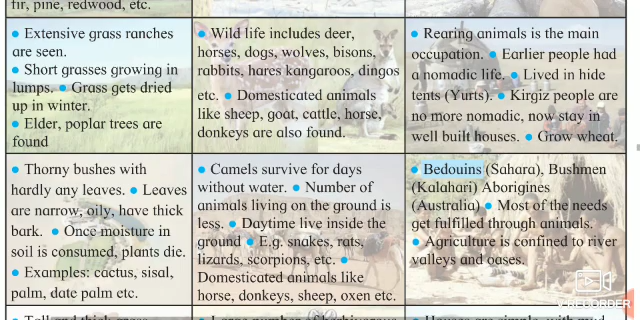 fir, pine, redwood, etc.
• Extensive grass ranches
are seen.
• Short grasses growing in
lumps. • Grass gets dried
up in winter.
• Elder, poplar trees are
found
• Wild life includes deer,
horses, dogs, wolves, bisons,
rabbits, hares kangaroos, dingos
etc. • Domesticated animals
like sheep, goat, cattle, horse,
donkeys are also found.
• Rearing animals is the main
occupation. • Earlier people had
a nomadic life. • Lived in hide
tents (Yurts). • Kirgiz people are
no more nomadic, now stay in
well built houses. • Grow wheat.
• Thorny bushes with
hardly any leaves. • Leaves
are narrow, oily, have thick
bark. • Once moisture in
soil is consumed, plants die.
• Examples: cactus, sisal,
palm, date palm etc.
• Camels survive for days
without water. • Number of
animals living on the ground is
less. • Daytime live inside the
ground • E.g. snakes, rats,
lizards, scorpions, etc. •
Domesticated animals like
horse, donkeys, sheep, oxen etc.
• Bedouins (Sahara), Bushmen
(Kalahari) Aborigines
(Australia) • Most of the needs
get fulfilled through animals.
• Agriculture is confined to river
valleys and oases.
RECORDER